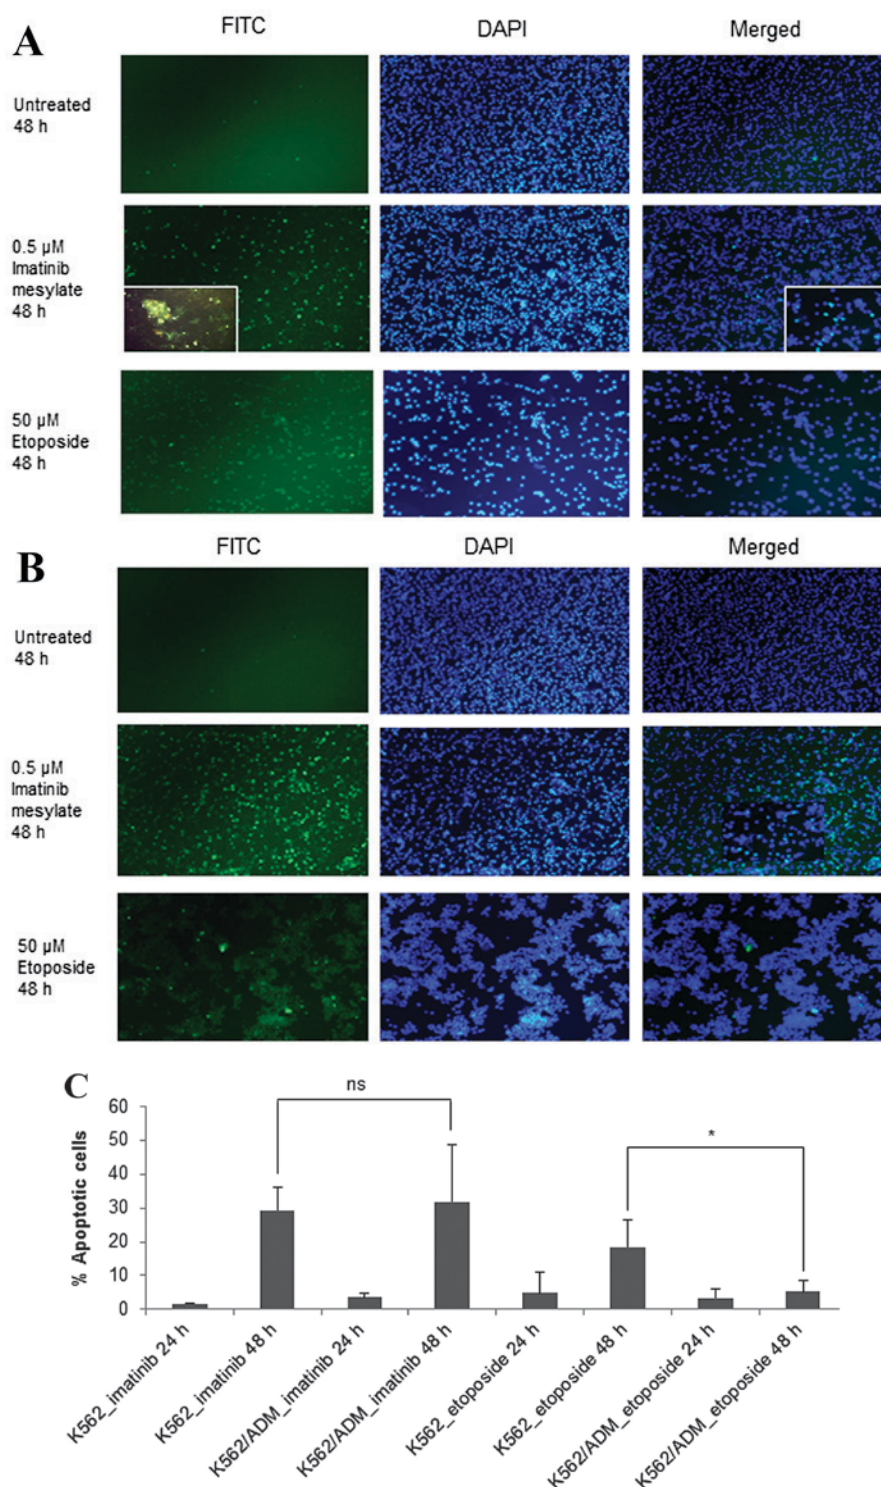 A
FITC
DAPI
Merged
Untreated
48 h
0.5 µM
Imatinib
mesylate
48 h
50 µM
Etoposide
48 h
B
FITC
DAPI
Merged
Untreated
48 h
0.5 µM
Imatinib
mesylate
48 h
50 µM
Etoposide
48 h
C
ns
*
% Apoptotic cells
60
50
40
30
20
10
0
K562_imatinib 24 h
K562_imatinib 48 h
K562/ADM_imatinib 24 h
K562/ADM_imatinib 48 h
K562_etoposide 24 h
K562_etoposide 48 h
K562/ADM_etoposide 24 h
K562/ADM_etoposide 48 h